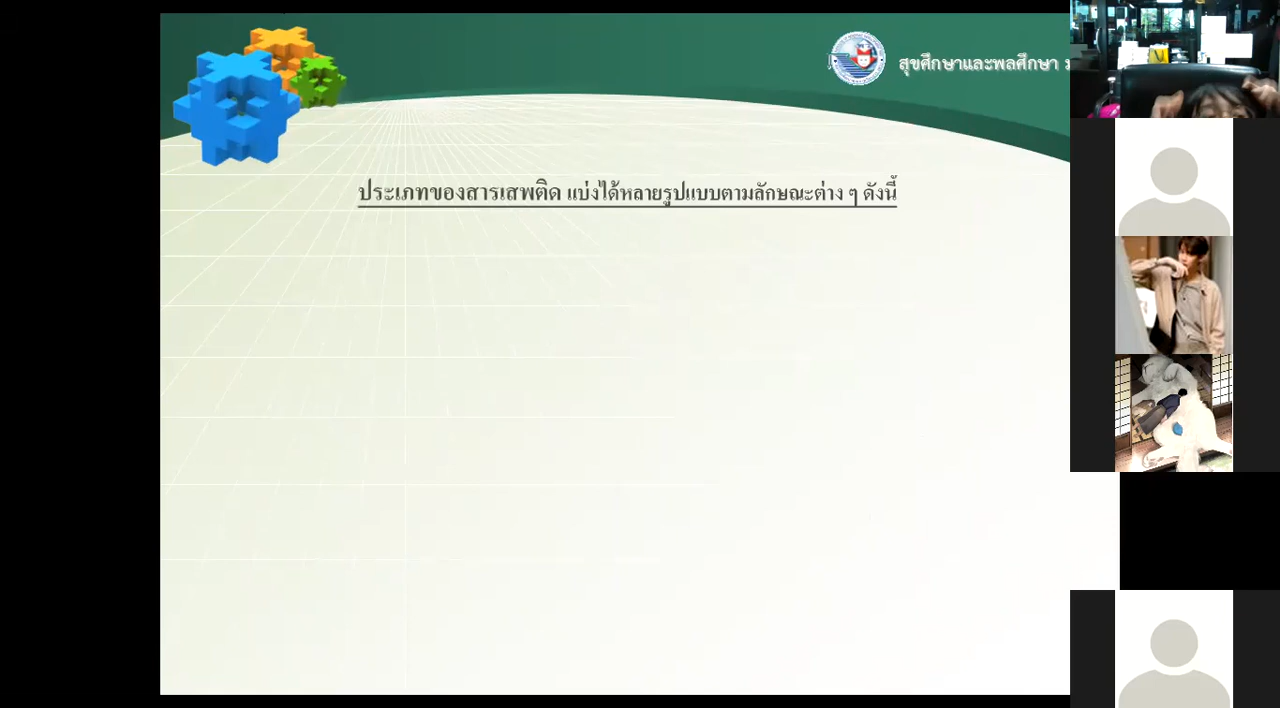 สุขศึกษาและพลศึกษา
ประเภทของสารเสพติด แบ่งได้หลายรูปแบบตามลักษณะต่าง ๆ ดังนี้